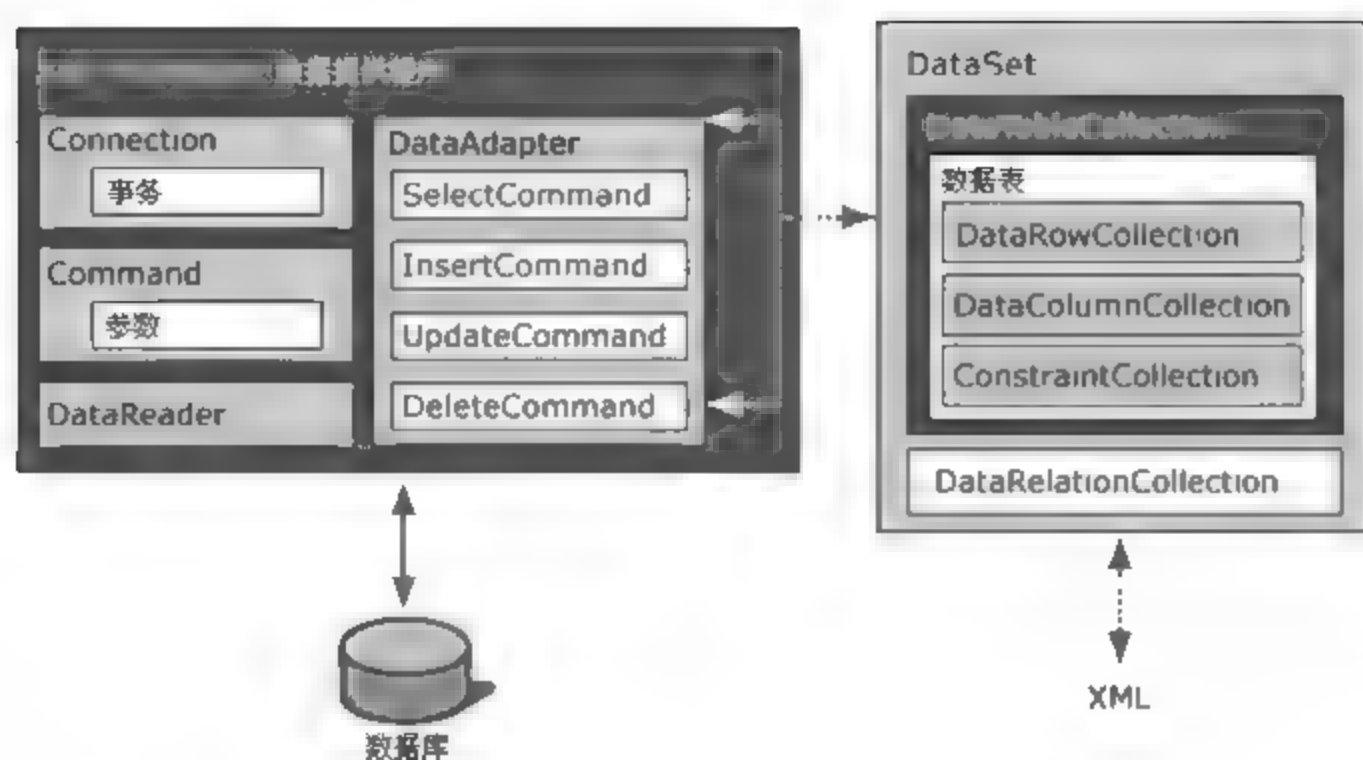 Connection
事务
Command
参数
DataReader
DataAdapter
SelectCommand
InsertCommand
UpdateCommand
DeleteCommand
数据库
DataSet
DataTableCollection
数据表
DataRowCollection
DataColumnCollection
ConstraintCollection
DataRelationCollection
XML